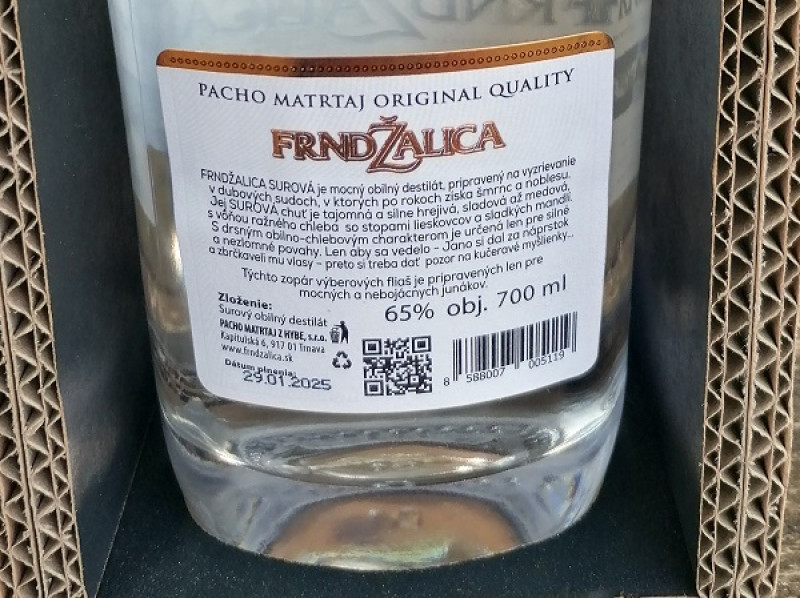 PACHO MATRTAJ ORIGINAL QUALITY
FRNDŽALICA
FRNDŽALICA SUROVÁ je mocný obilný destilát, pripravený na vyzrievanie
v dubových sudoch, v ktorých po rokoch získa šmrnc a noblesu.
Jej SUROVÁ chuť je tajomná a silne hrejivá, sladová až medová,
s vôňou ražného chleba so stopami lieskovcov a sladkých mandlí.
S drsným obilno-chlebovým charakterom je určená len pre silné
a nezlomné povahy. Len aby sa vedelo - Jano si dal za náprstok
a zbrčkaveli mu vlasy – preto si treba dať pozor na kučeravé myšlienky...
Týchto zopár výberových fliaš je pripravených len pre
mocných a nebojácnych junákov.
65% obj. 700 ml
Zloženie:
Surový obilný destilát
PACHO MATRTAJ Z HYBE, s.r.o.
Kapitulská 6, 917 01 Trnava
www.frndzalica.sk
Dátum plnenia:
29.01.2025
8 588007 005119